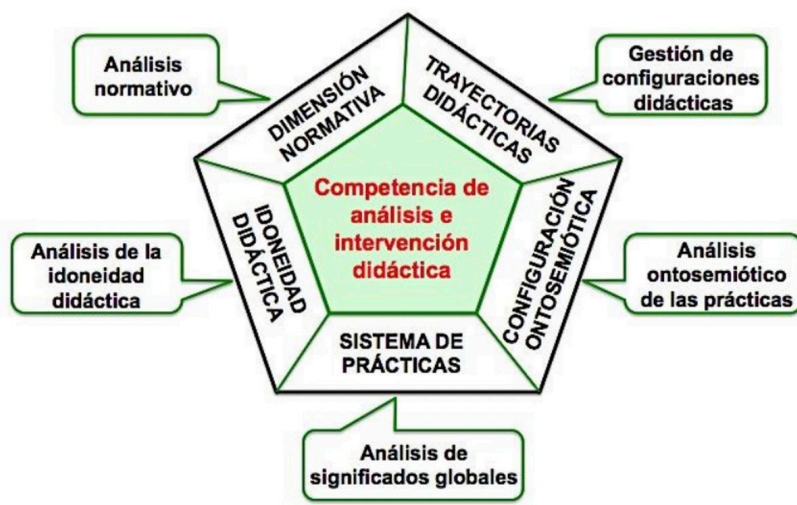 Análisis
normativo
DIMENSIÓN
NORMATIVA
TRAYECTORIAS
DIDÁCTICAS
Gestión de
configuraciones
didácticas
Competencia de
análisis e
intervención
didáctica
Análisis de la
idoneidad
didáctica
IDONEIDAD
DIDÁCTICA
CONFIGURACIÓN
ONTOSEMIÓTICA
Análisis
ontosemiótico
de las prácticas
SISTEMA DE
PRÁCTICAS
Análisis de
significados globales